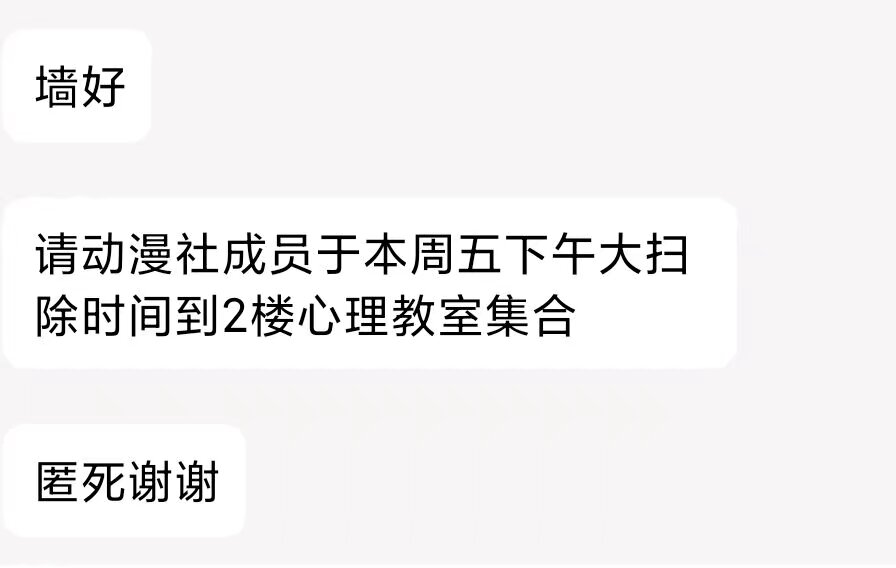 墙好
请动漫社成员于本周五下午大扫
除时间到2楼心理教室集合
匿死谢谢